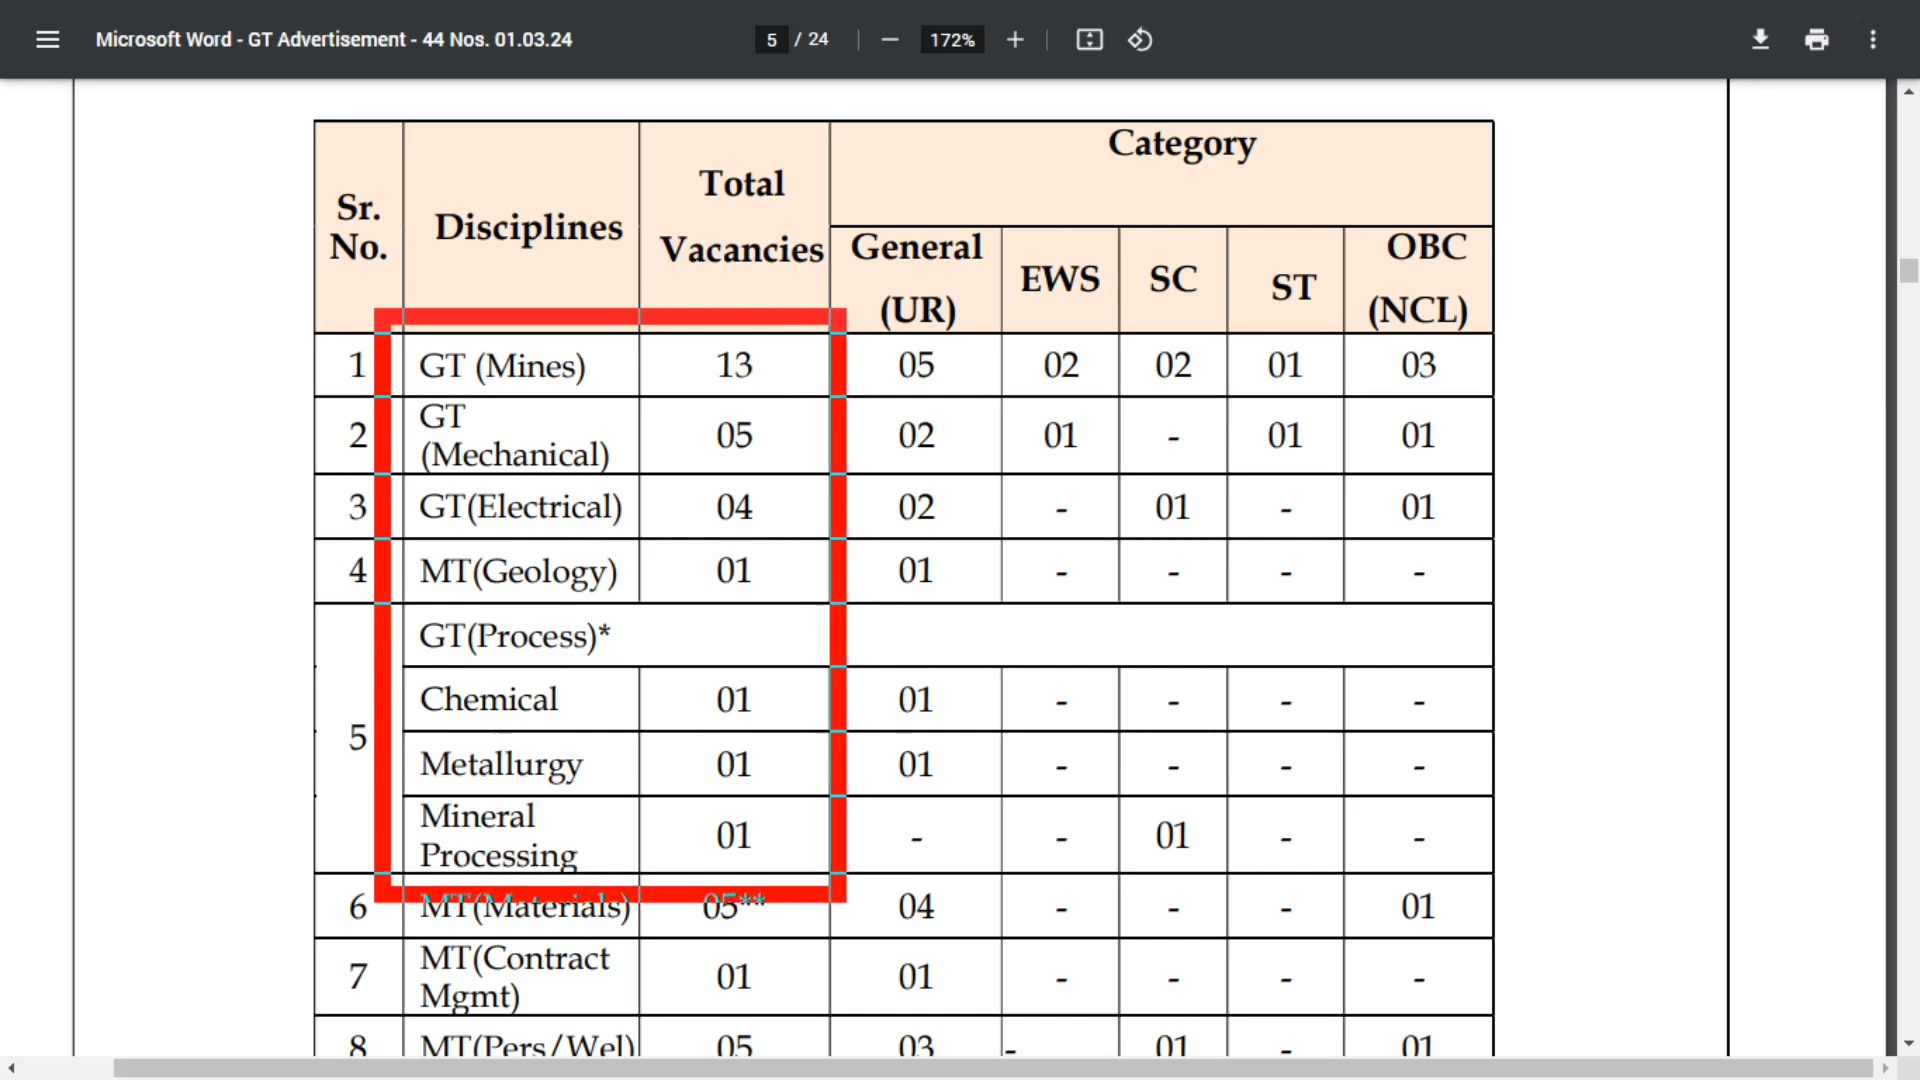 Microsoft Word - GT Advertisement - 44 Nos. 01.03.24
5 / 24
172%
Sr. No. Disciplines Total Vacancies Category
General (UR) EWS SC ST OBC (NCL)
1 GT (Mines) 13 05 02 02 01 03
2 GT (Mechanical) 05 02 01 - 01 01
3 GT(Electrical) 04 02 - 01 - 01
4 MT(Geology) 01 01 - - - -
5 GT(Process)*
Chemical 01 01 - - - -
Metallurgy 01 01 - - - -
Mineral Processing 01 - - 01 - -
6 MT(Materials) 05** 04 - - - 01
7 MT(Contract Mgmt) 01 01 - - - -
8 MT(Pers/Wel) 05 03 - 01 - 01